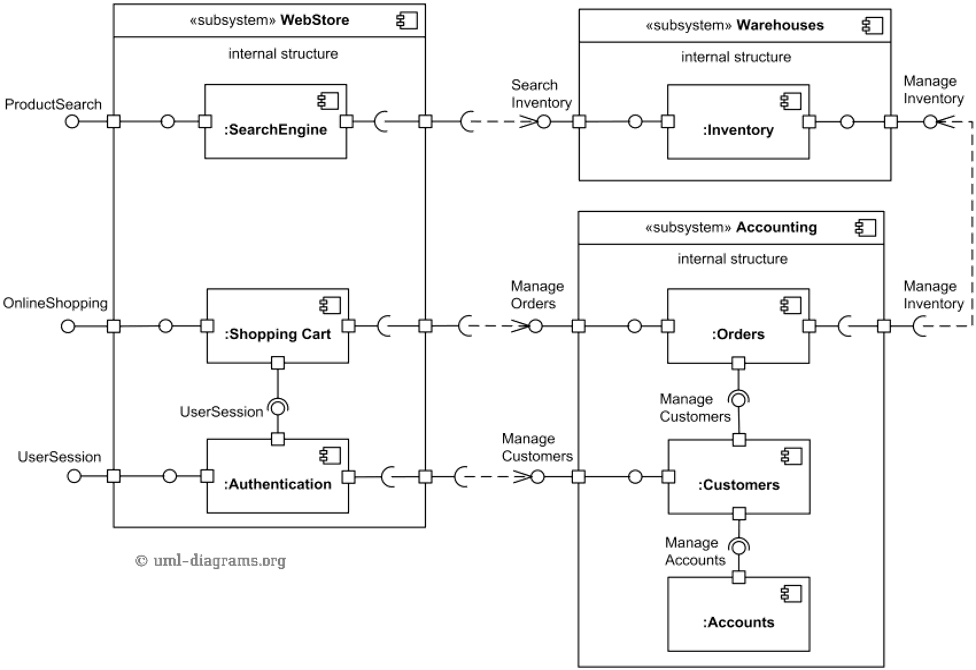 «subsystem» WebStore
internal structure
ProductSearch
:SearchEngine
Search
Inventory
«subsystem» Warehouses
internal structure
:Inventory
Manage
Inventory
OnlineShopping
:Shopping Cart
UserSession
UserSession
:Authentication
Manage
Orders
Manage
Customers
«subsystem» Accounting
internal structure
:Orders
Manage
Inventory
Manage
Customers
:Customers
Manage
Accounts
:Accounts
© uml-diagrams.org